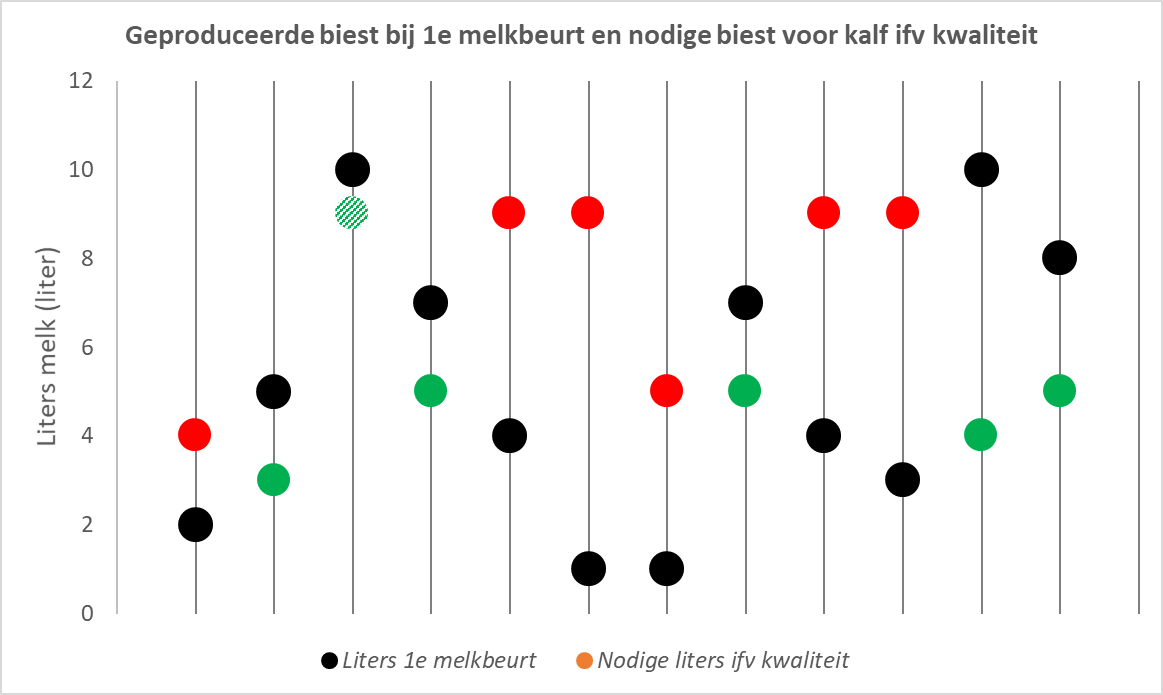 Geproduceerde biest bij 1e melkbeurt en nodige biest voor kalf ifv kwaliteit
12
10
8
6
4
2
0
Liters melk (liter)
Liters 1e melkbeurt
Nodige liters ifv kwaliteit